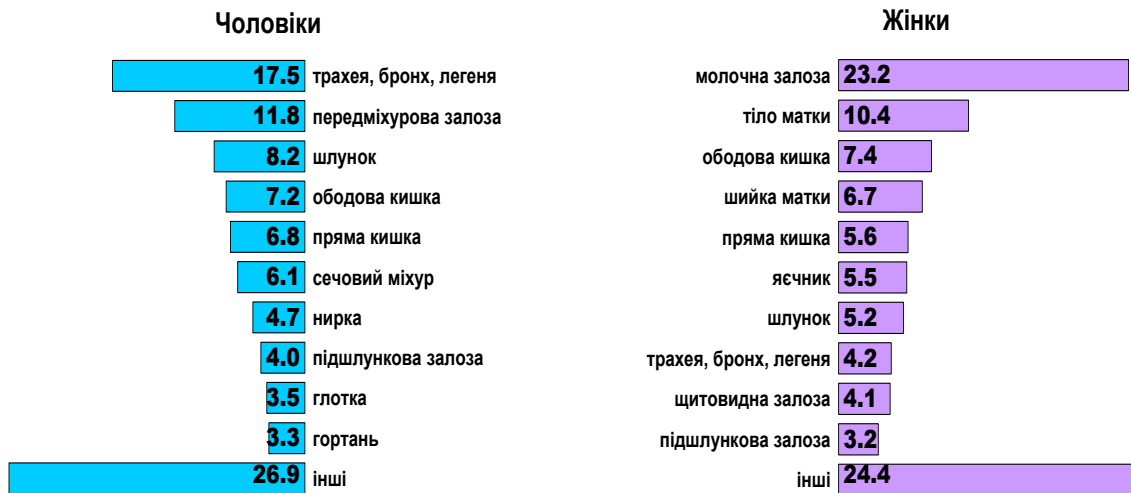 Чоловіки
17.5 трахея, бронх, легеня
11.8 передміхурова залоза
8.2 шлунок
7.2 ободова кишка
6.8 пряма кишка
6.1 сечовий міхур
4.7 нирка
4.0 підшлункова залоза
3.5 глотка
3.3 гортань
26.9 інші
Жінки
молочна залоза 23.2
тіло матки 10.4
ободова кишка 7.4
шийка матки 6.7
пряма кишка 5.6
яєчник 5.5
шлунок 5.2
трахея, бронх, легеня 4.2
щитовидна залоза 4.1
підшлункова залоза 3.2
інші 24.4